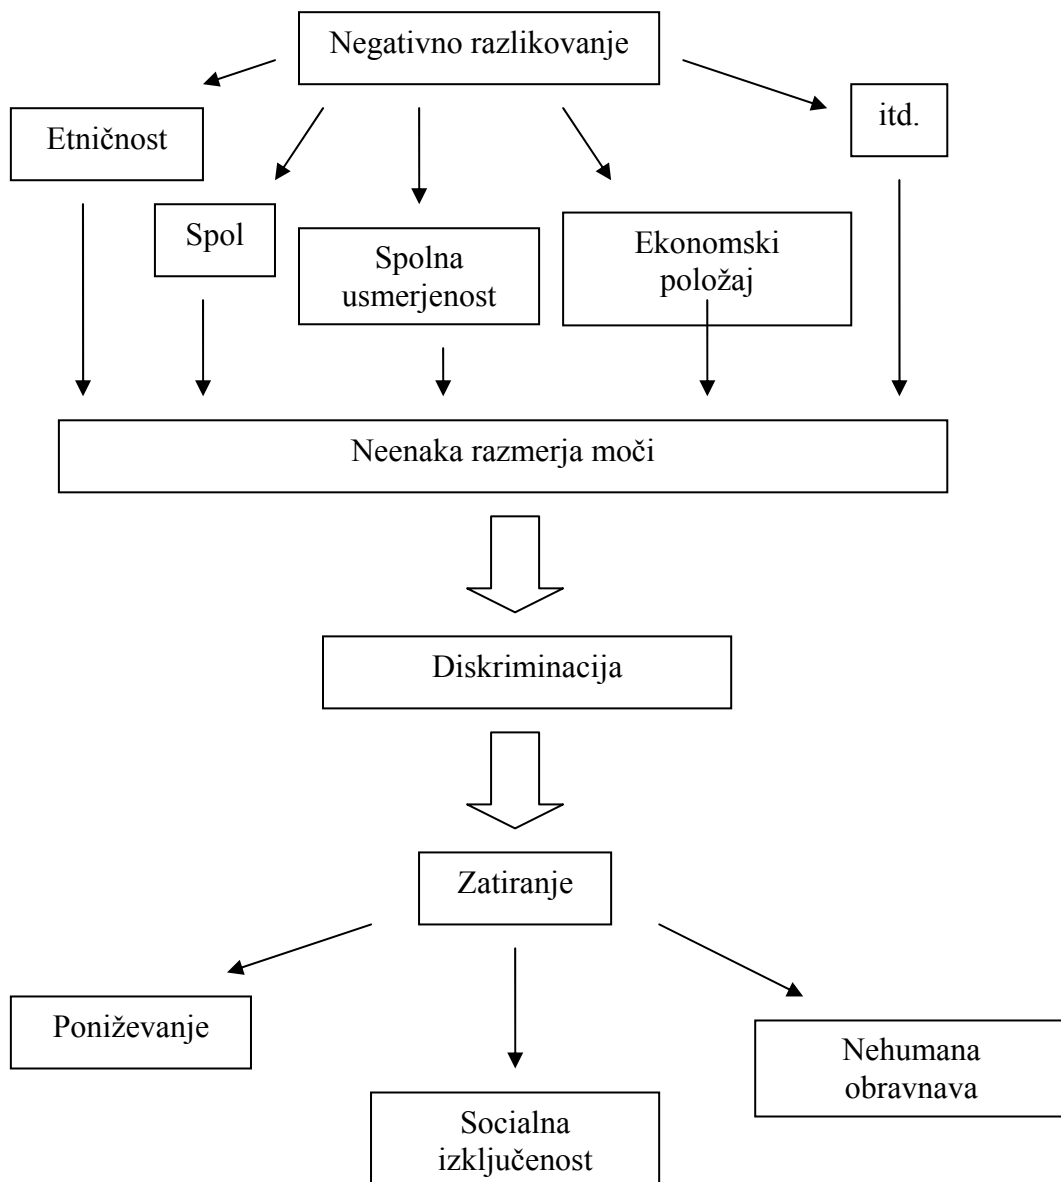 Negativno razlikovanje
Etničnost
itd.
Spol
Spolna
usmerjenost
Ekonomski
položaj
Neenaka razmerja moči
Diskriminacija
Zatiranje
Poniževanje
Nehumana
obravnava
Socialna
izključenost